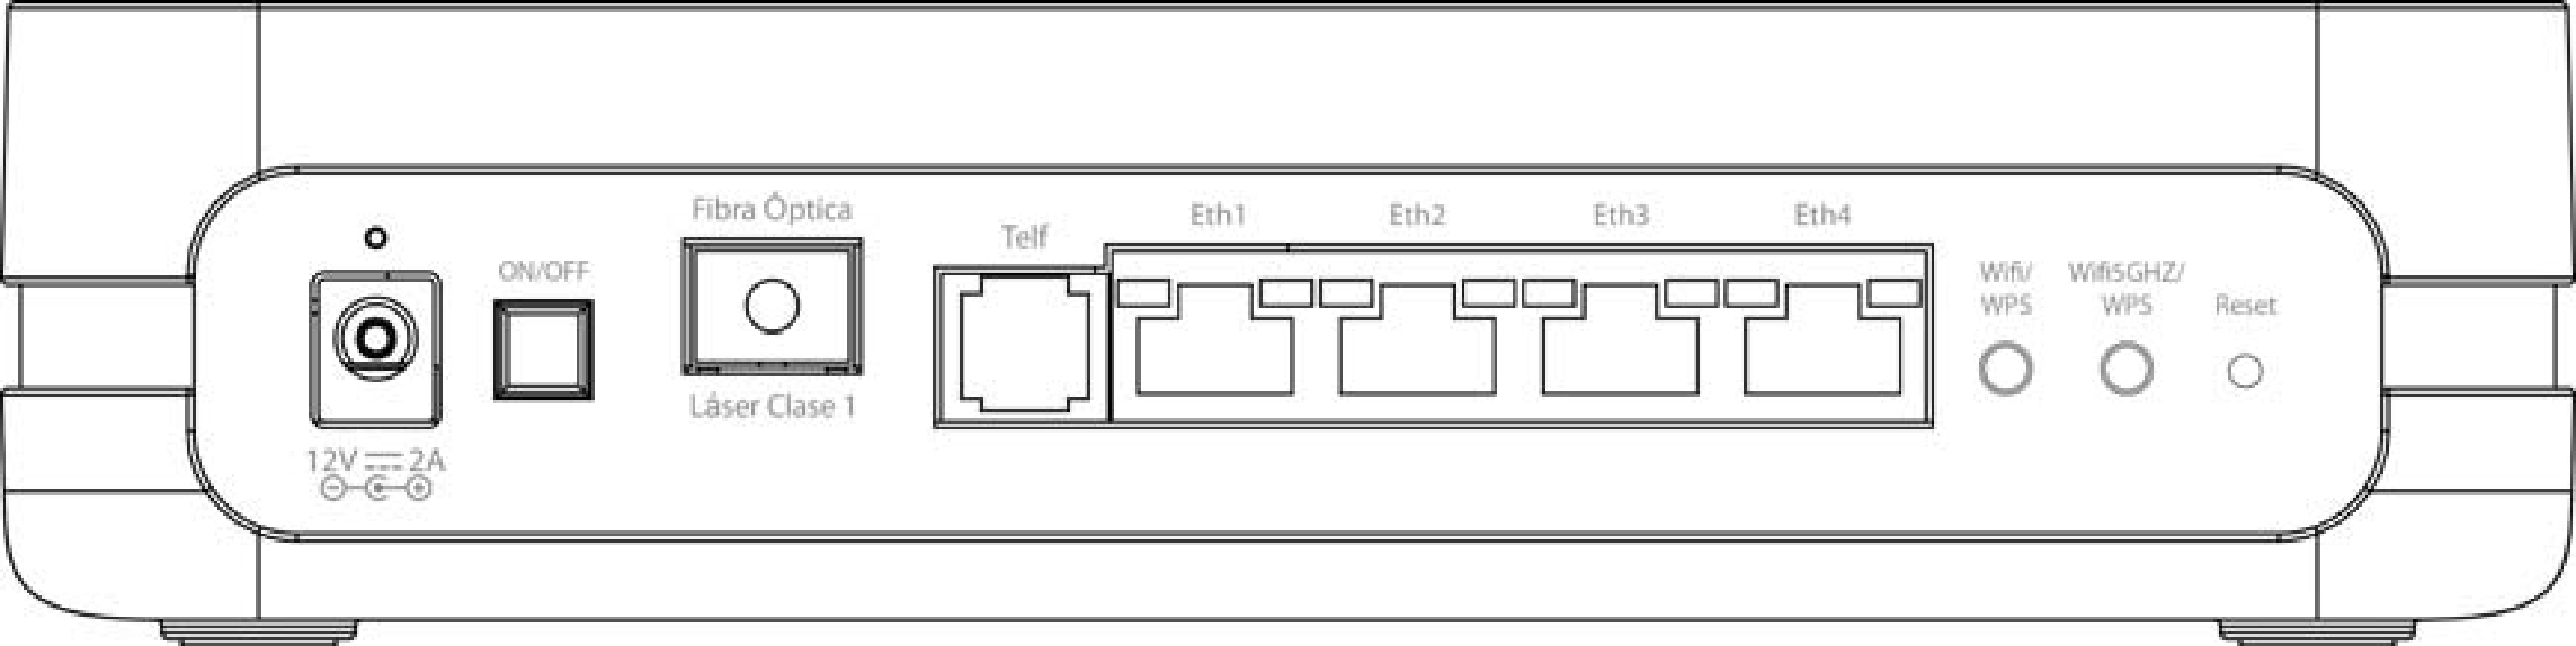 ON/OFF
12V ⎓ 2A
Fibra Óptica
Láser Clase 1
Telf
Eth1
Eth2
Eth3
Eth4
Wifi/
WPS
Wifi5GHZ/
WPS
Reset